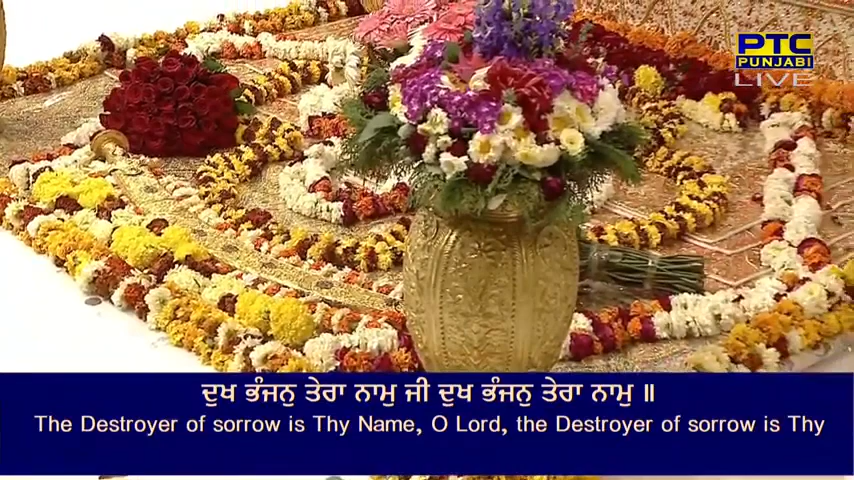 PTC
PUNJABI
LIVE
ਦੁਖ ਭੰਜਨੁ ਤੇਰਾ ਨਾਮੁ ਜੀ ਦੁਖ ਭੰਜਨੁ ਤੇਰਾ ਨਾਮੁ ॥
The Destroyer of sorrow is Thy Name, O Lord, the Destroyer of sorrow is Thy